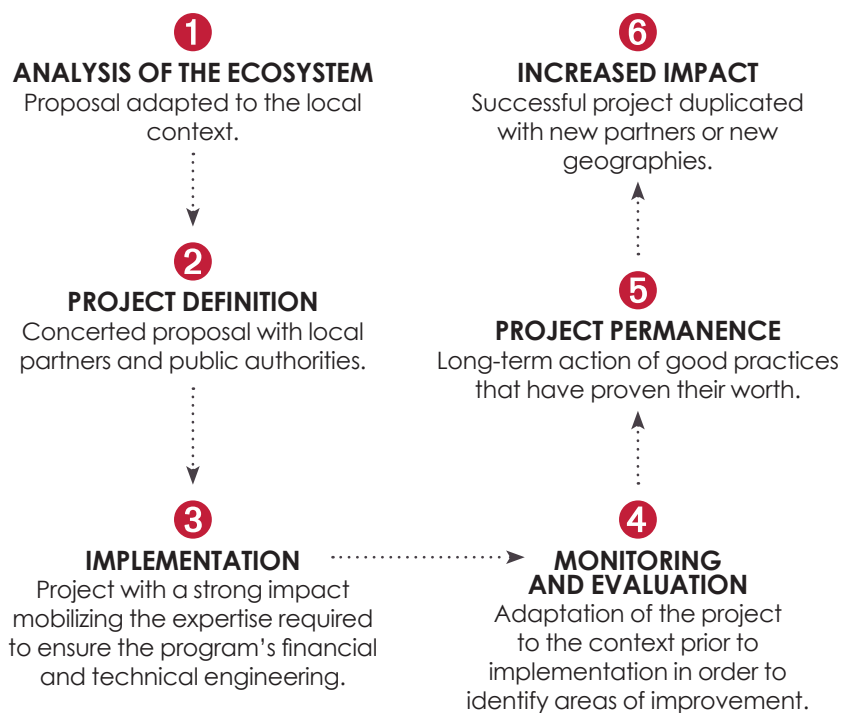 1
ANALYSIS OF THE ECOSYSTEM
Proposal adapted to the local
context.
2
PROJECT DEFINITION
Concerted proposal with local
partners and public authorities.
3
IMPLEMENTATION
Project with a strong impact
mobilizing the expertise required
to ensure the program’s financial
and technical engineering.
4
MONITORING
AND EVALUATION
Adaptation of the project
to the context prior to
implementation in order to
identify areas of improvement.
5
PROJECT PERMANENCE
Long-term action of good practices
that have proven their worth.
6
INCREASED IMPACT
Successful project duplicated
with new partners or new
geographies.